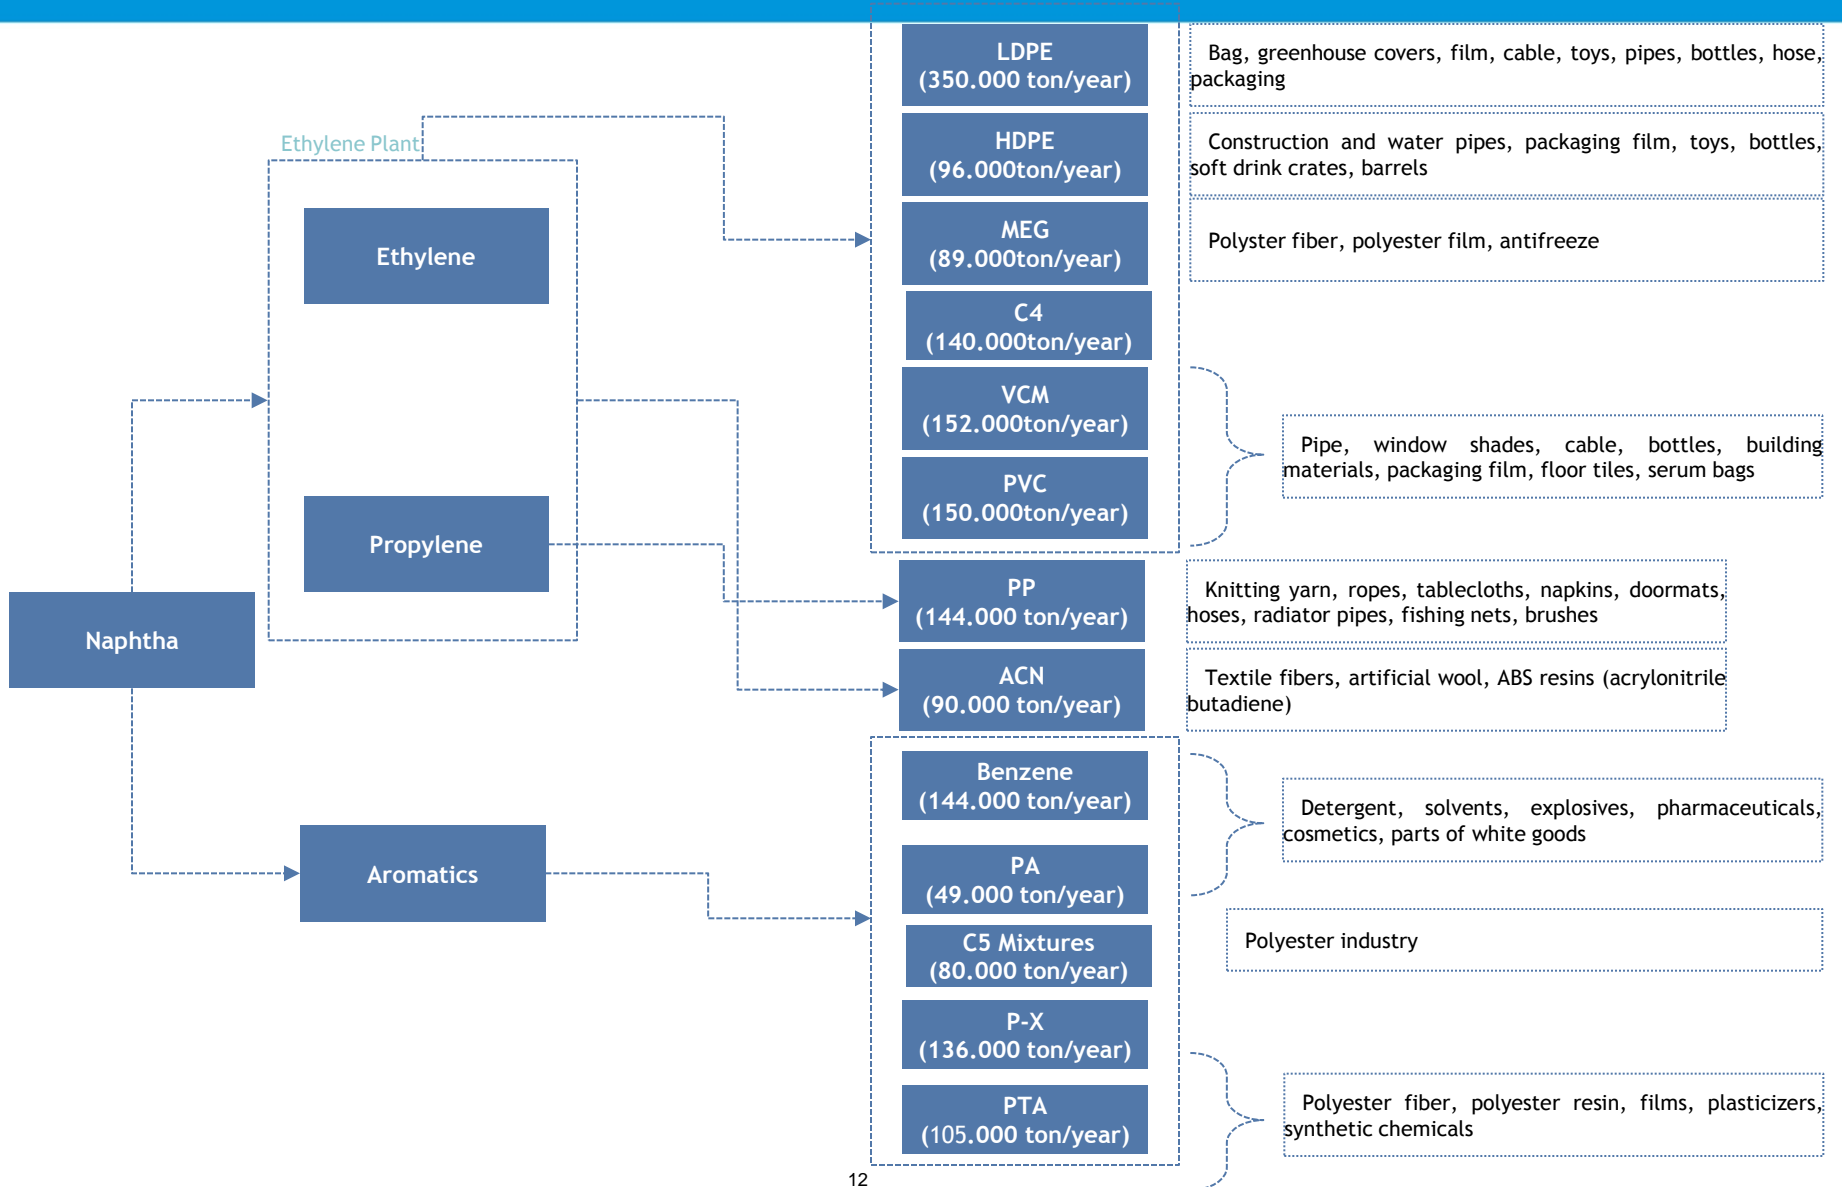 LDPE
(350.000 ton/year)
Bag, greenhouse covers, film, cable, toys, pipes, bottles, hose,
packaging
Ethylene Plant
HDPE
(96.000ton/year)
Construction and water pipes, packaging film, toys, bottles,
soft drink crates, barrels
Ethylene
MEG
(89.000ton/year)
Polyster fiber, polyester film, antifreeze
C4
(140.000ton/year)
VCM
(152.000ton/year)
Pipe, window shades, cable, bottles, building
materials, packaging film, floor tiles, serum bags
PVC
(150.000ton/year)
Propylene
PP
(144.000 ton/year)
Knitting yarn, ropes, tablecloths, napkins, doormats,
hoses, radiator pipes, fishing nets, brushes
Naphtha
ACN
(90.000 ton/year)
Textile fibers, artificial wool, ABS resins (acrylonitrile
butadiene)
Benzene
(144.000 ton/year)
Detergent, solvents, explosives, pharmaceuticals,
cosmetics, parts of white goods
Aromatics
PA
(49.000 ton/year)
C5 Mixtures
(80.000 ton/year)
Polyester industry
P-X
(136.000 ton/year)
PTA
(105.000 ton/year)
Polyester fiber, polyester resin, films, plasticizers,
synthetic chemicals
12